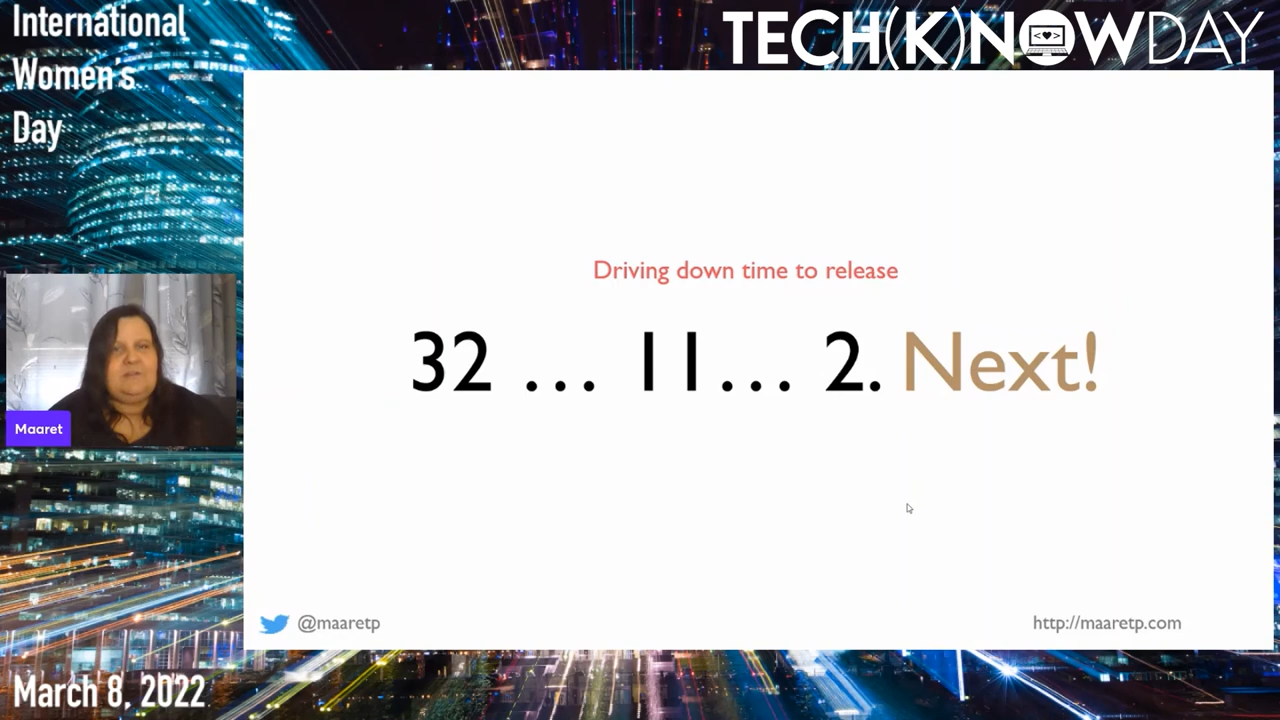 International
Women's
Day
TECH(K)NOWDAY
Driving down time to release
32 ... 11... 2. Next!
Maaret
@maaretp
http://maaretp.com
March 8, 2022